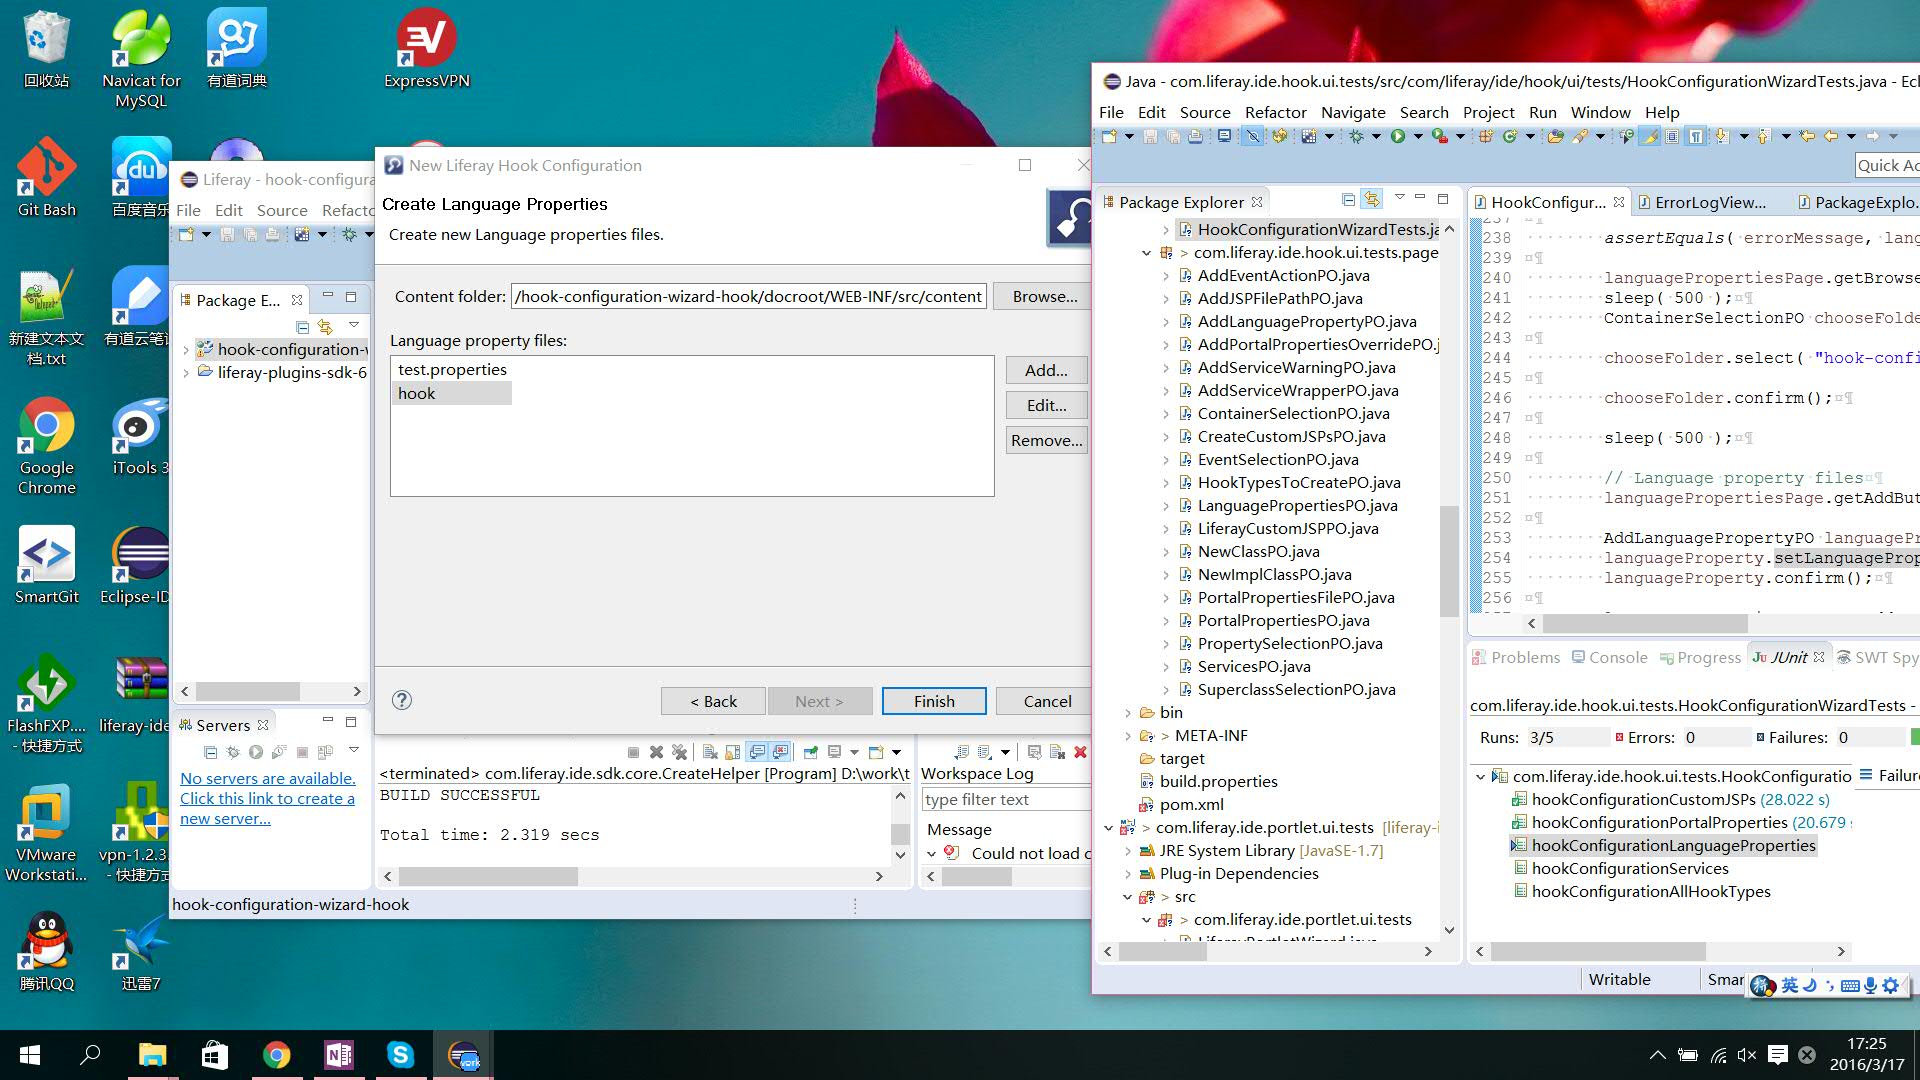 回收站
Navicat for
MySQL
有道词典
ExpressVPN
Git Bash
百度音乐
新建文本文
档.txt
有道云笔
Google
Chrome
iTools 3
SmartGit
Eclipse-ID
FlashFXP....
- 快捷方式
liferay-ide
VMware
Workstati...
vpn-1.2.3.
- 快捷方式
腾讯QQ
迅雷7
Liferay - hook-configura
File Edit Source Refacto
Package E...
hook-configuration-w
liferay-plugins-sdk-6
Servers
No servers are available.
Click this link to create a
new server...
hook-configuration-wizard-hook
New Liferay Hook Configuration
Create Language Properties
Create new Language properties files.
Content folder: /hook-configuration-wizard-hook/docroot/WEB-INF/src/content Browse...
Language property files:
test.properties
hook
Add...
Edit...
Remove...
< Back Next > Finish Cancel
<terminated> com.liferay.ide.sdk.core.CreateHelper [Program] D:\work\t
BUILD SUCCESSFUL
Total time: 2.319 secs
Workspace Log
type filter text
Message
Could not load c
Java - com.liferay.ide.hook.ui.tests/src/com/liferay/ide/hook/ui/tests/HookConfigurationWizardTests.java - Ecl
File Edit Source Refactor Navigate Search Project Run Window Help
Quick Ac
Package Explorer
HookConfigurationWizardTests.ja
> com.liferay.ide.hook.ui.tests.page
AddEventActionPO.java
AddJSPFilePathPO.java
AddLanguagePropertyPO.java
AddPortalPropertiesOverridePO.j
AddServiceWarningPO.java
AddServiceWrapperPO.java
ContainerSelectionPO.java
CreateCustomJSPsPO.java
EventSelectionPO.java
HookTypesToCreatePO.java
LanguagePropertiesPO.java
LiferayCustomJSPPO.java
NewClassPO.java
NewImplClassPO.java
PortalPropertiesFilePO.java
PortalPropertiesPO.java
PropertySelectionPO.java
ServicesPO.java
SuperclassSelectionPO.java
bin
> META-INF
target
build.properties
pom.xml
> com.liferay.ide.portlet.ui.tests [liferay-i
JRE System Library [JavaSE-1.7]
Plug-in Dependencies
> src
> com.liferay.ide.portlet.ui.tests
LiferayPortletWizard.java
HookConfigur... ErrorLogView... PackageExplo.
237
238 assertEquals( errorMessage, lang
239
240 languagePropertiesPage.getBrowse
241 sleep( 500 );
242 ContainerSelectionPO chooseFolde
243
244 chooseFolder.select( "hook-confi
245
246 chooseFolder.confirm();
247
248 sleep( 500 );
249
250 // Language property files
251 languagePropertiesPage.getAddBut
252
253 AddLanguagePropertyPO languagePr
254 languageProperty.setLanguageProp
255 languageProperty.confirm();
256
Problems Console Progress JUnit SWT Spy
com.liferay.ide.hook.ui.tests.HookConfigurationWizardTests -
Runs: 3/5 Errors: 0 Failures: 0
com.liferay.ide.hook.ui.tests.HookConfiguratio
Failure
hookConfigurationCustomJSPs (28.022 s)
hookConfigurationPortalProperties (20.679 s
hookConfigurationLanguageProperties
hookConfigurationServices
hookConfigurationAllHookTypes
Writable Smar
英
17:25
2016/3/17